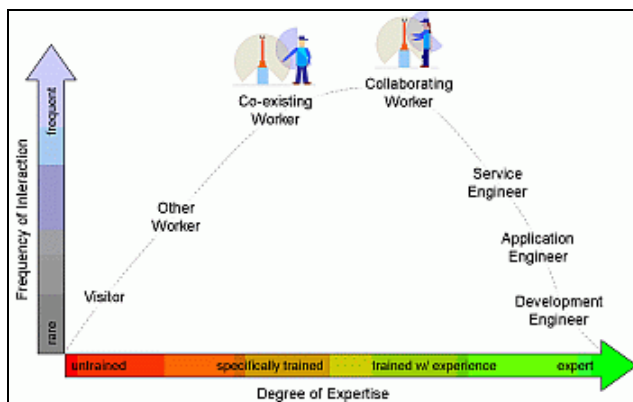 Frequency of Interaction
frequent
rare
Co-existing
Worker
Collaborating
Worker
Other
Worker
Service
Engineer
Application
Engineer
Visitor
Development
Engineer
untrained
specifically trained
trained w/ experience
expert
Degree of Expertise